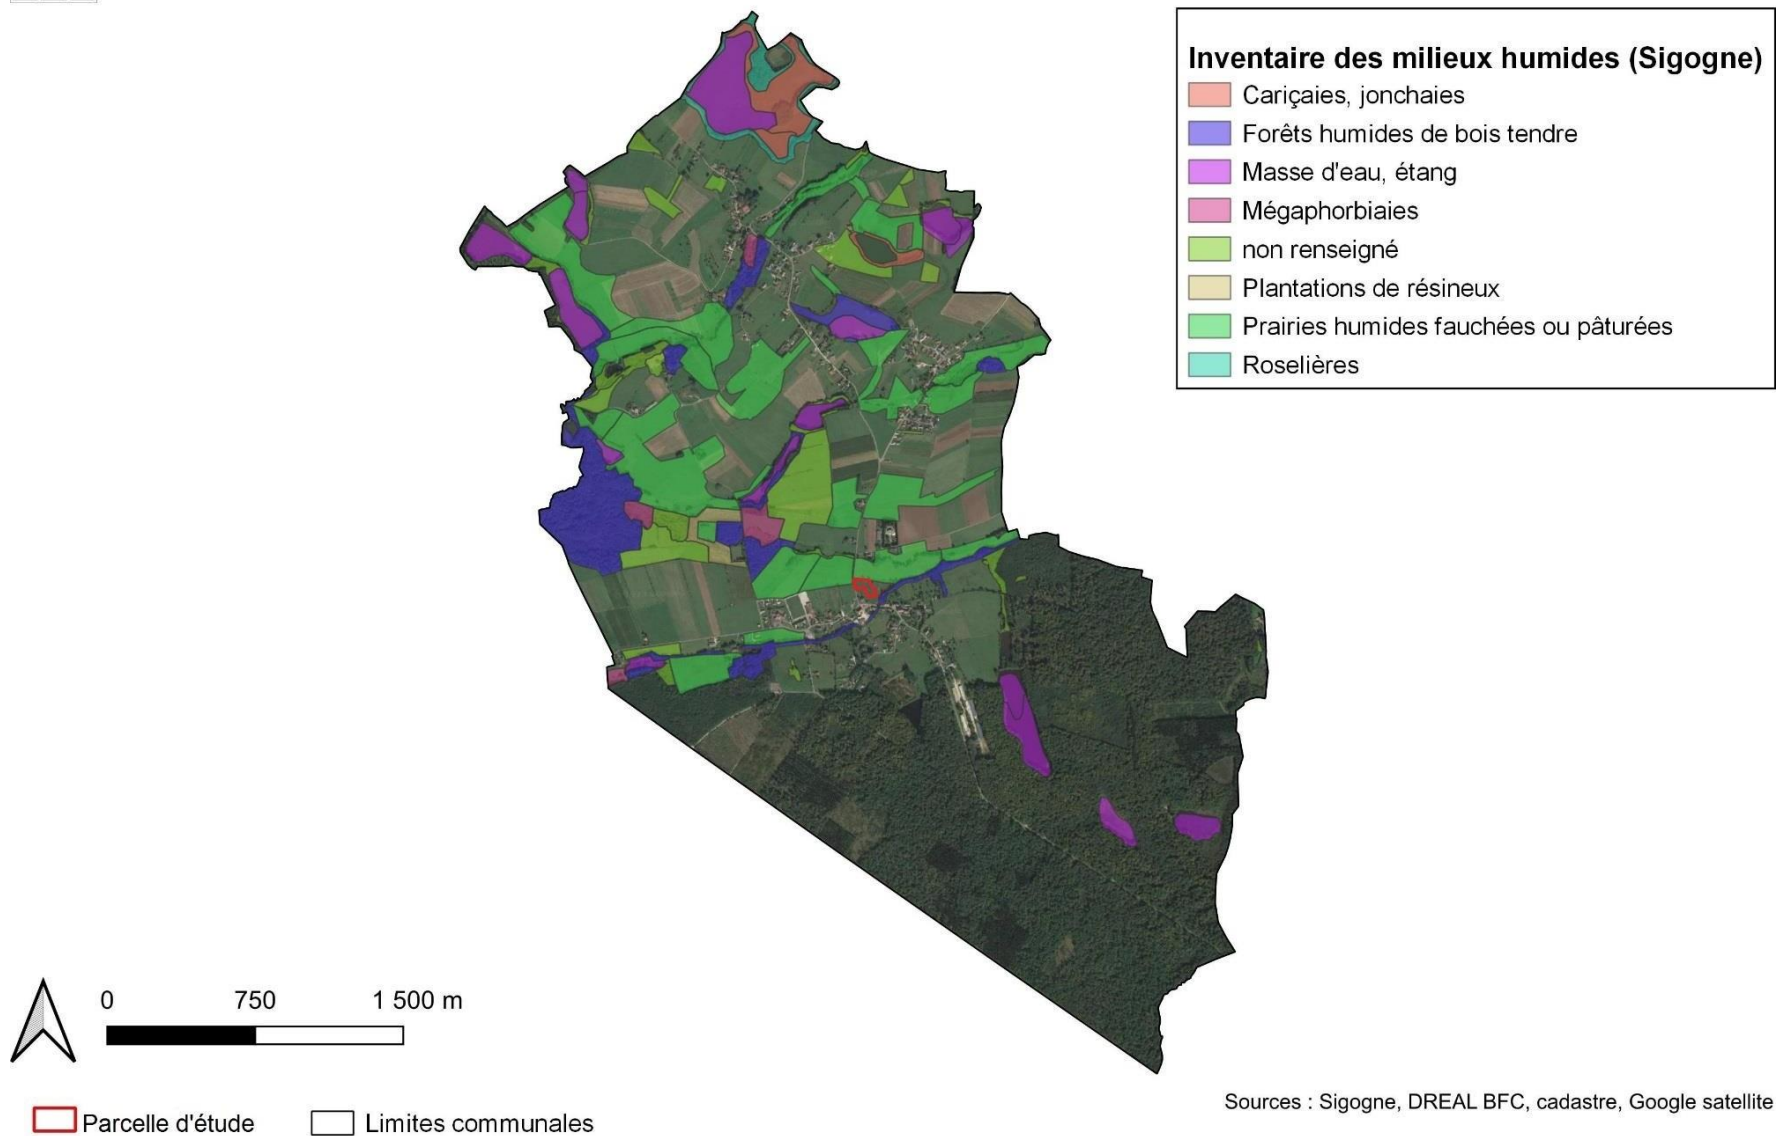 Inventaire des milieux humides (Sigogne)
Cariçaies, jonchaies
Forêts humides de bois tendre
Masse d'eau, étang
Mégaphorbiaies
non renseigné
Plantations de résineux
Prairies humides fauchées ou pâturées
Roselières
0 750 1 500 m
Parcelle d'étude Limites communales
Sources : Sigogne, DREAL BFC, cadastre, Google satellite